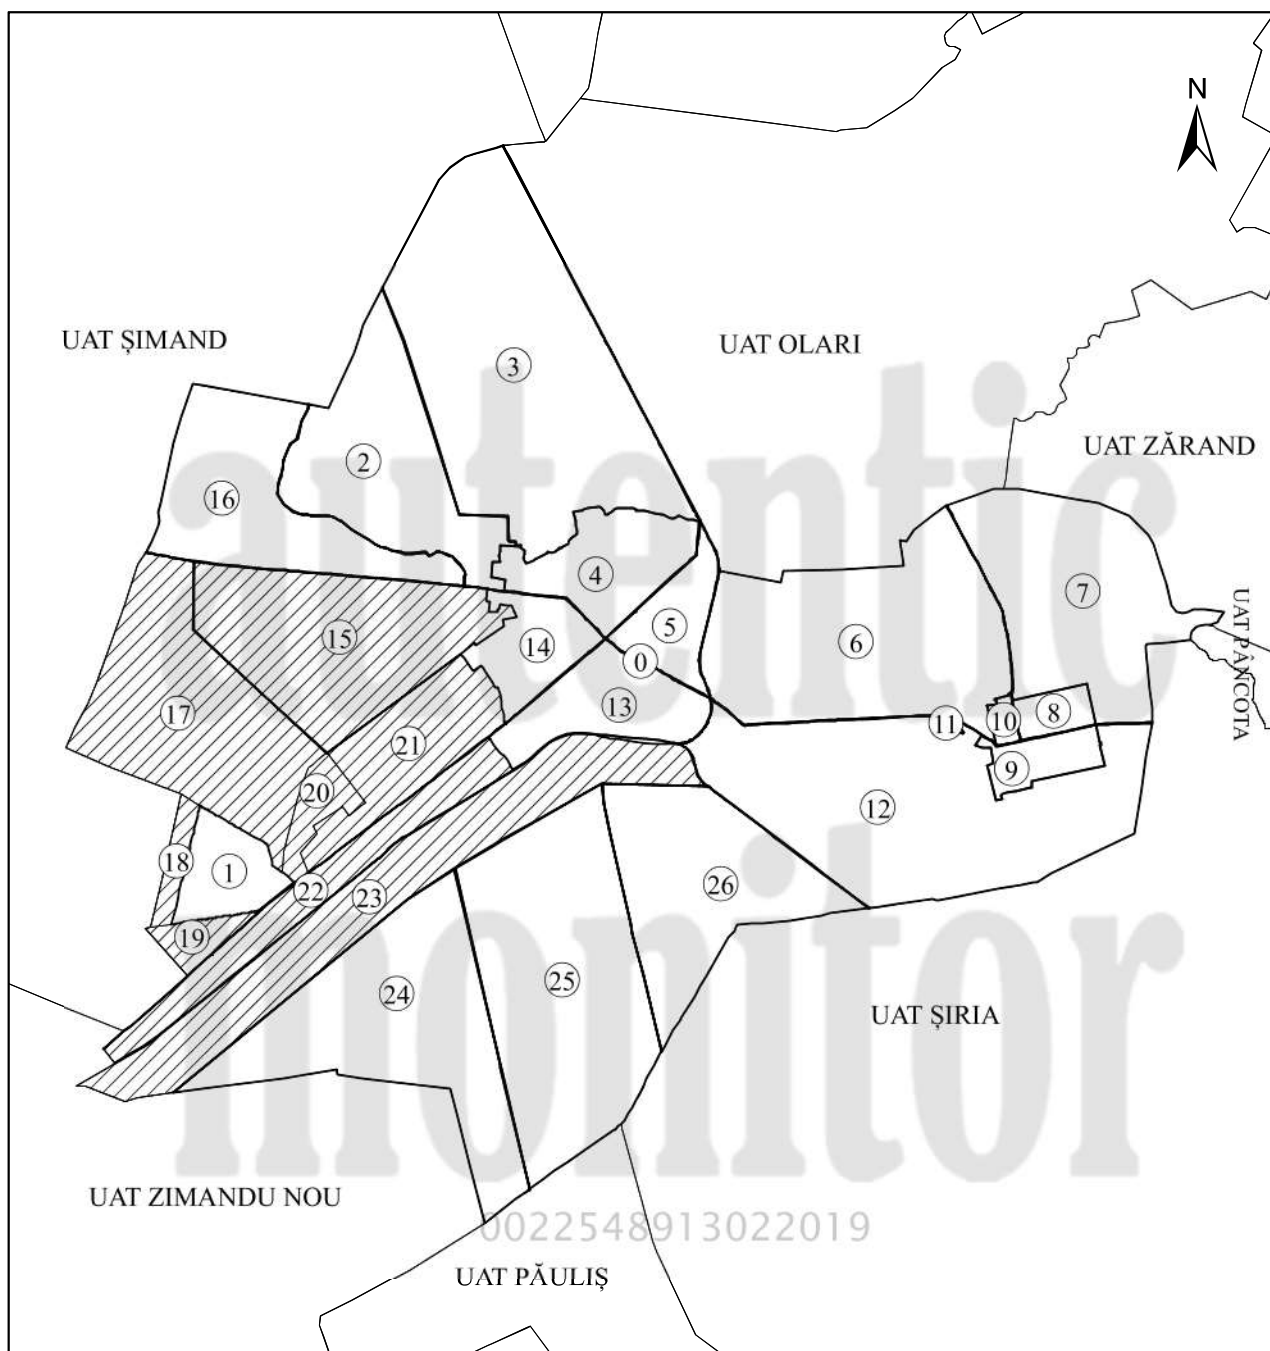 N
UAT ȘIMAND
UAT OLARI
3
UAT ZĂRAND
2
16
autentic
4
7
UAT PÂNCOTA
5
15
6
14
0
13
17
8
10
11
21
9
20
12
18
1
22
26
23
19
25
24
monitor
UAT ȘIRIA
UAT ZIMANDU NOU
0022548913022019
UAT PĂULIȘ